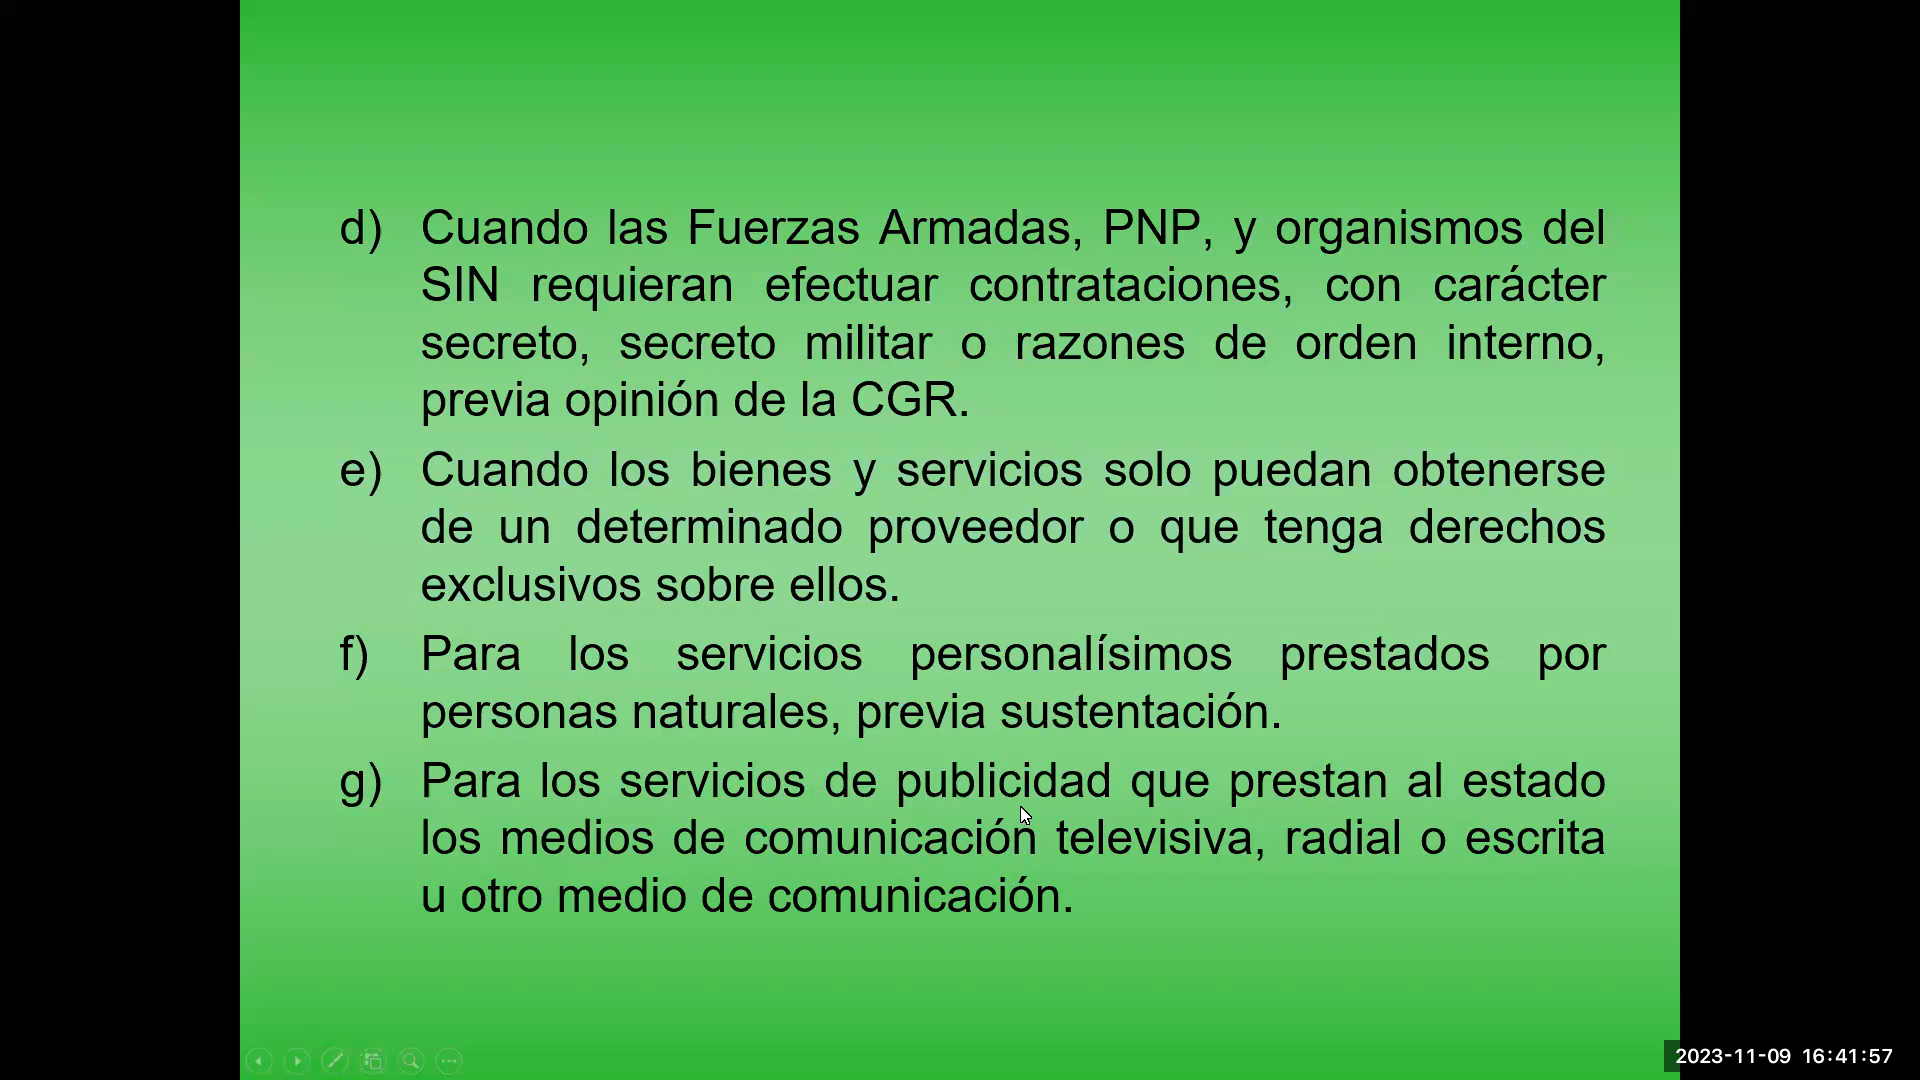 d) Cuando las Fuerzas Armadas, PNP, y organismos del
SIN requieran efectuar contrataciones, con carácter
secreto, secreto militar o razones de orden interno,
previa opinión de la CGR.
e) Cuando los bienes y servicios solo puedan obtenerse
de un determinado proveedor o que tenga derechos
exclusivos sobre ellos.
f) Para los servicios personalísimos prestados por
personas naturales, previa sustentación.
g) Para los servicios de publicidad que prestan al estado
los medios de comunicación televisiva, radial o escrita
u otro medio de comunicación.
2023-11-09 16:41:57